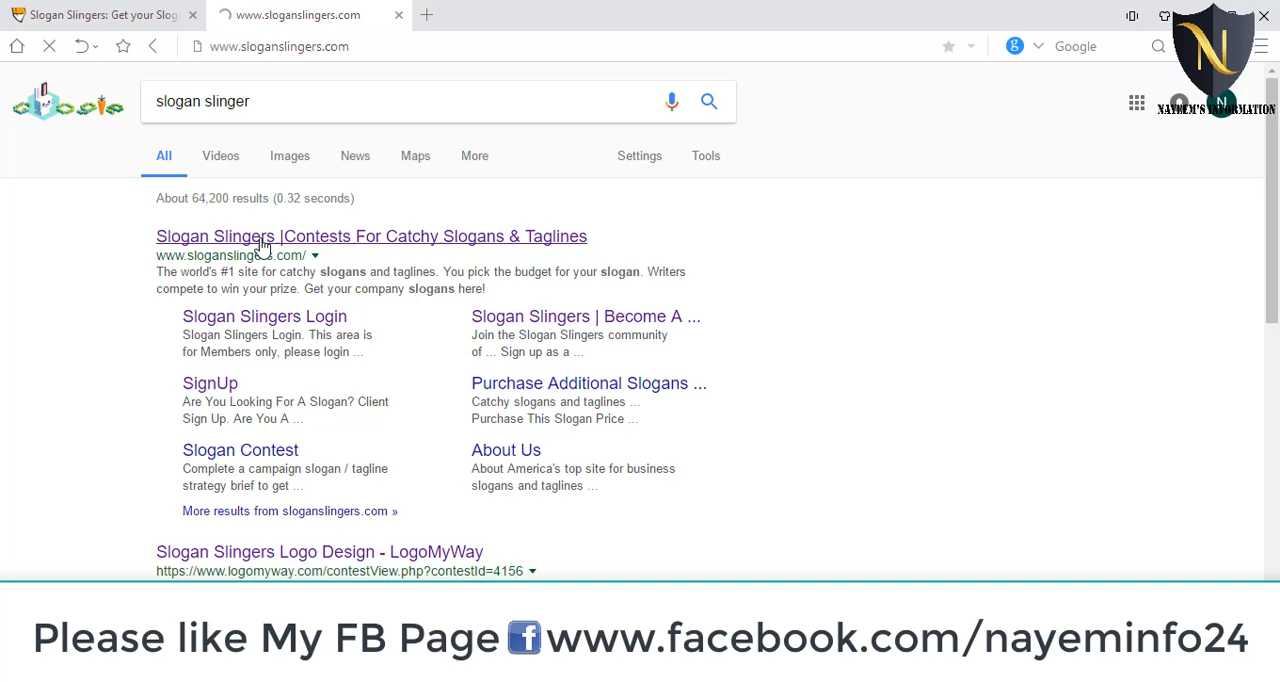 Slogan Slingers: Get your Slog
www.sloganslingers.com
www.sloganslingers.com
Google
N
NAYEEM'S INFORMATION
slogan slinger
N
All Videos Images News Maps More Settings Tools
About 64,200 results (0.32 seconds)
Slogan Slingers |Contests For Catchy Slogans & Taglines
www.sloganslingers.com/
The world's #1 site for catchy slogans and taglines. You pick the budget for your slogan. Writers
compete to win your prize. Get your company slogans here!
Slogan Slingers Login
Slogan Slingers Login. This area is
for Members only, please login ...
Slogan Slingers | Become A ...
Join the Slogan Slingers community
of ... Sign up as a ...
SignUp
Are You Looking For A Slogan? Client
Sign Up. Are You A ...
Purchase Additional Slogans ...
Catchy slogans and taglines ...
Purchase This Slogan Price ...
Slogan Contest
Complete a campaign slogan / tagline
strategy brief to get ...
About Us
About America's top site for business
slogans and taglines ...
More results from sloganslingers.com »
Slogan Slingers Logo Design - LogoMyWay
https://www.logomyway.com/contestView.php?contestId=4156
Please like My FB Page f www.facebook.com/nayeminfo24